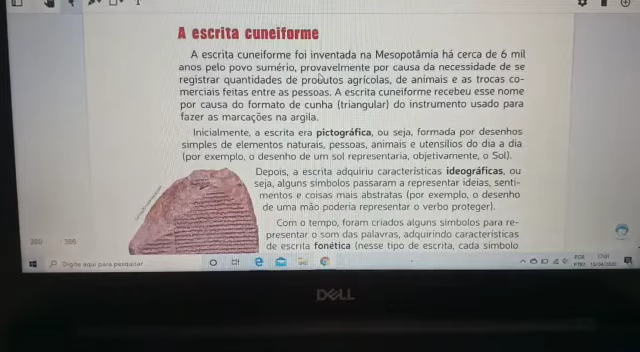 A escrita cuneiforme
A escrita cuneiforme foi inventada na Mesopotâmia há cerca de 6 mil
anos pelo povo sumério, provavelmente por causa da necessidade de se
registrar quantidades de produtos agrícolas, de animais e as trocas co-
merciais feitas entre as pessoas. A escrita cuneiforme recebeu esse nome
por causa do formato de cunha (triangular) do instrumento usado para
fazer as marcações na argila.
Inicialmente, a escrita era pictográfica, ou seja, formada por desenhos
simples de elementos naturais, pessoas, animais e utensílios do dia a dia
(por exemplo, o desenho de um sol representaria, objetivamente, o Sol).
Depois, a escrita adquiriu características ideográficas, ou
seja, alguns símbolos passaram a representar ideias, senti-
mentos e coisas mais abstratas (por exemplo, o desenho
de uma mão poderia representar o verbo proteger).
Com o tempo, foram criados alguns símbolos para re-
presentar o som das palavras, adquirindo características
de escrita fonética (nesse tipo de escrita, cada símbolo
Digite aqui para pesquisar
POR
PTB2
17:01
DELL